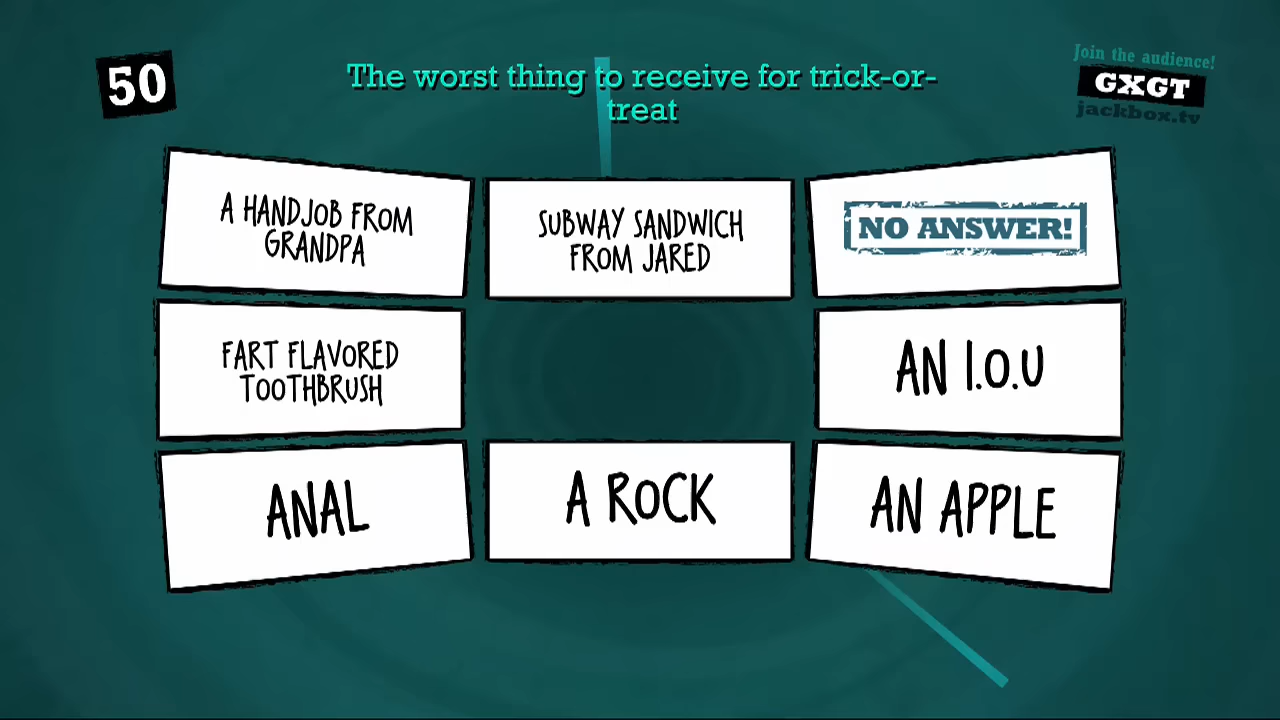 50
The worst thing to receive for trick-or-
treat
Join the audience!
GXGT
jackbox.tv
A HANDJOB FROM
GRANDPA
SUBWAY SANDWICH
FROM JARED
NO ANSWER!
FART FLAVORED
TOOTHBRUSH
AN I.O.U
ANAL
A ROCK
AN APPLE